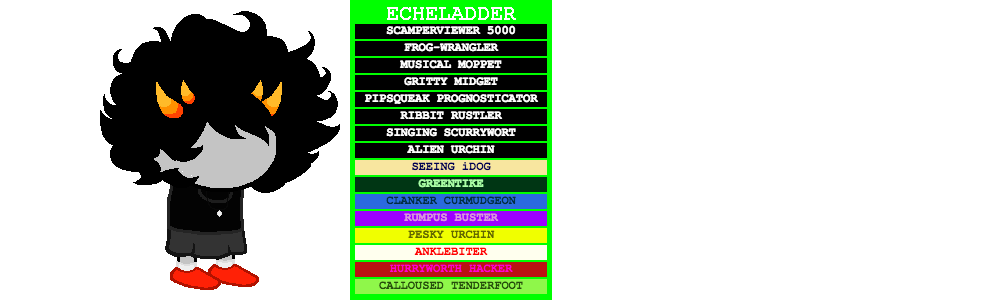 ECHELADDER
SCAMPERVIEWER 5000
FROG-WRANGLER
MUSICAL MOPPET
GRITTY MIDGET
PIPSQUEAK PROGNOSTICATOR
RIBBIT RUSTLER
SINGING SCURRYWORT
ALIEN URCHIN
SEEING iDOG
GREENTIKE
CLANKER CURMUDGEON
RUMPUS BUSTER
PESKY URCHIN
ANKLEBITER
HURRYWORTH HACKER
CALLOUSED TENDERFOOT